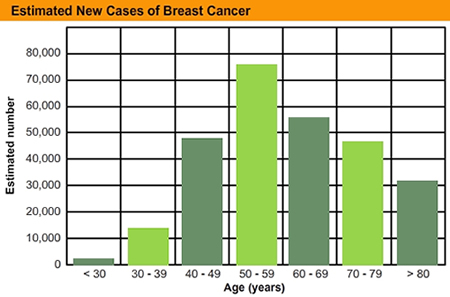 Estimated New Cases of Breast Cancer
Estimated number
80,000
70,000
60,000
50,000
40,000
30,000
20,000
10,000
0
< 30 30 - 39 40 - 49 50 - 59 60 - 69 70 - 79 > 80
Age (years)